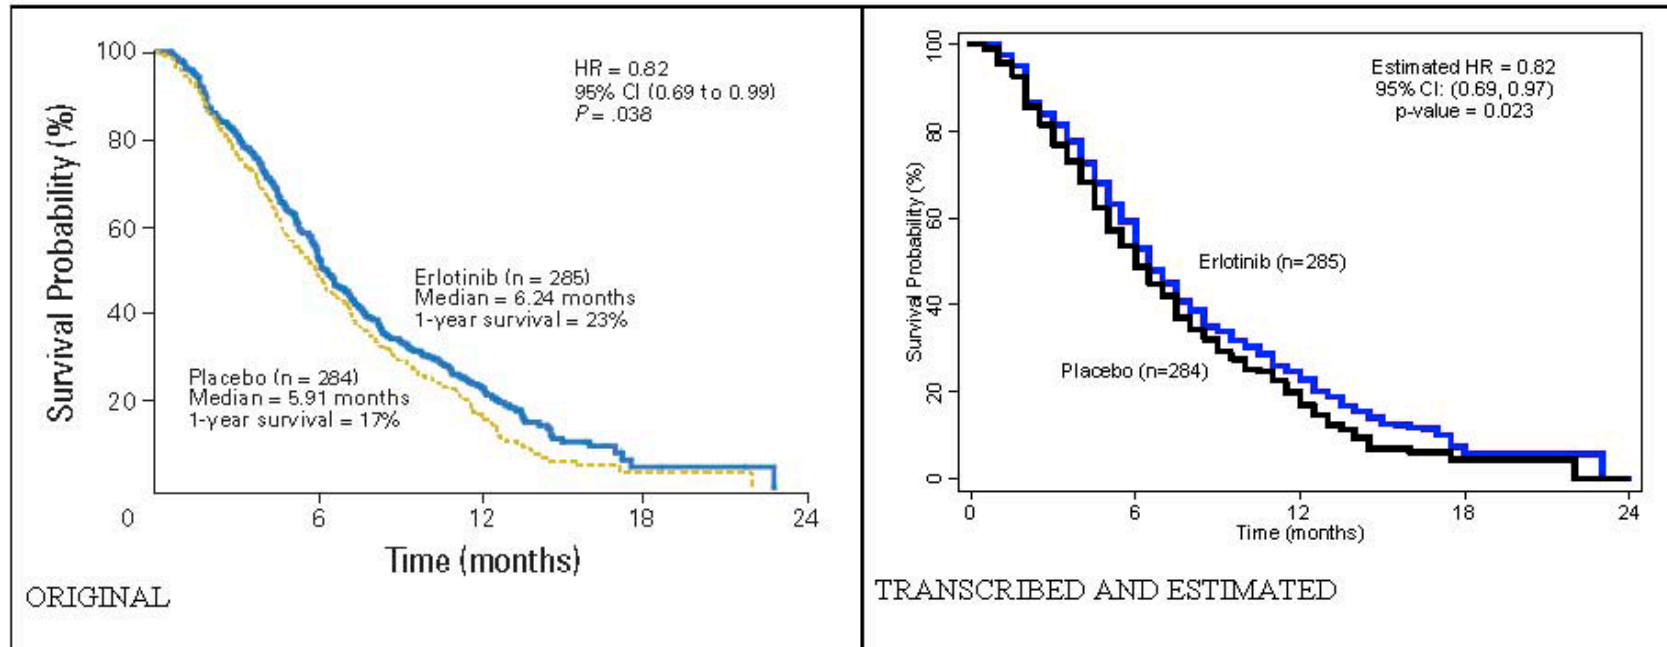 HR = 0.82
95% CI (0.69 to 0.99)
P = .038
Survival Probability (%)
100
80
60
40
20
0
Erlotinib (n = 285)
Median = 6.24 months
1-year survival = 23%
Placebo (n = 284)
Median = 5.91 months
1-year survival = 17%
6
12
18
24
Time (months)
ORIGINAL
Estimated HR = 0.82
95% CI: (0.69, 0.97)
p-value = 0.023
Survival Probability (%)
100
80
60
40
20
0
Erlotinib (n=285)
Placebo (n=284)
0
6
12
18
24
Time (months)
TRANSCRIBED AND ESTIMATED